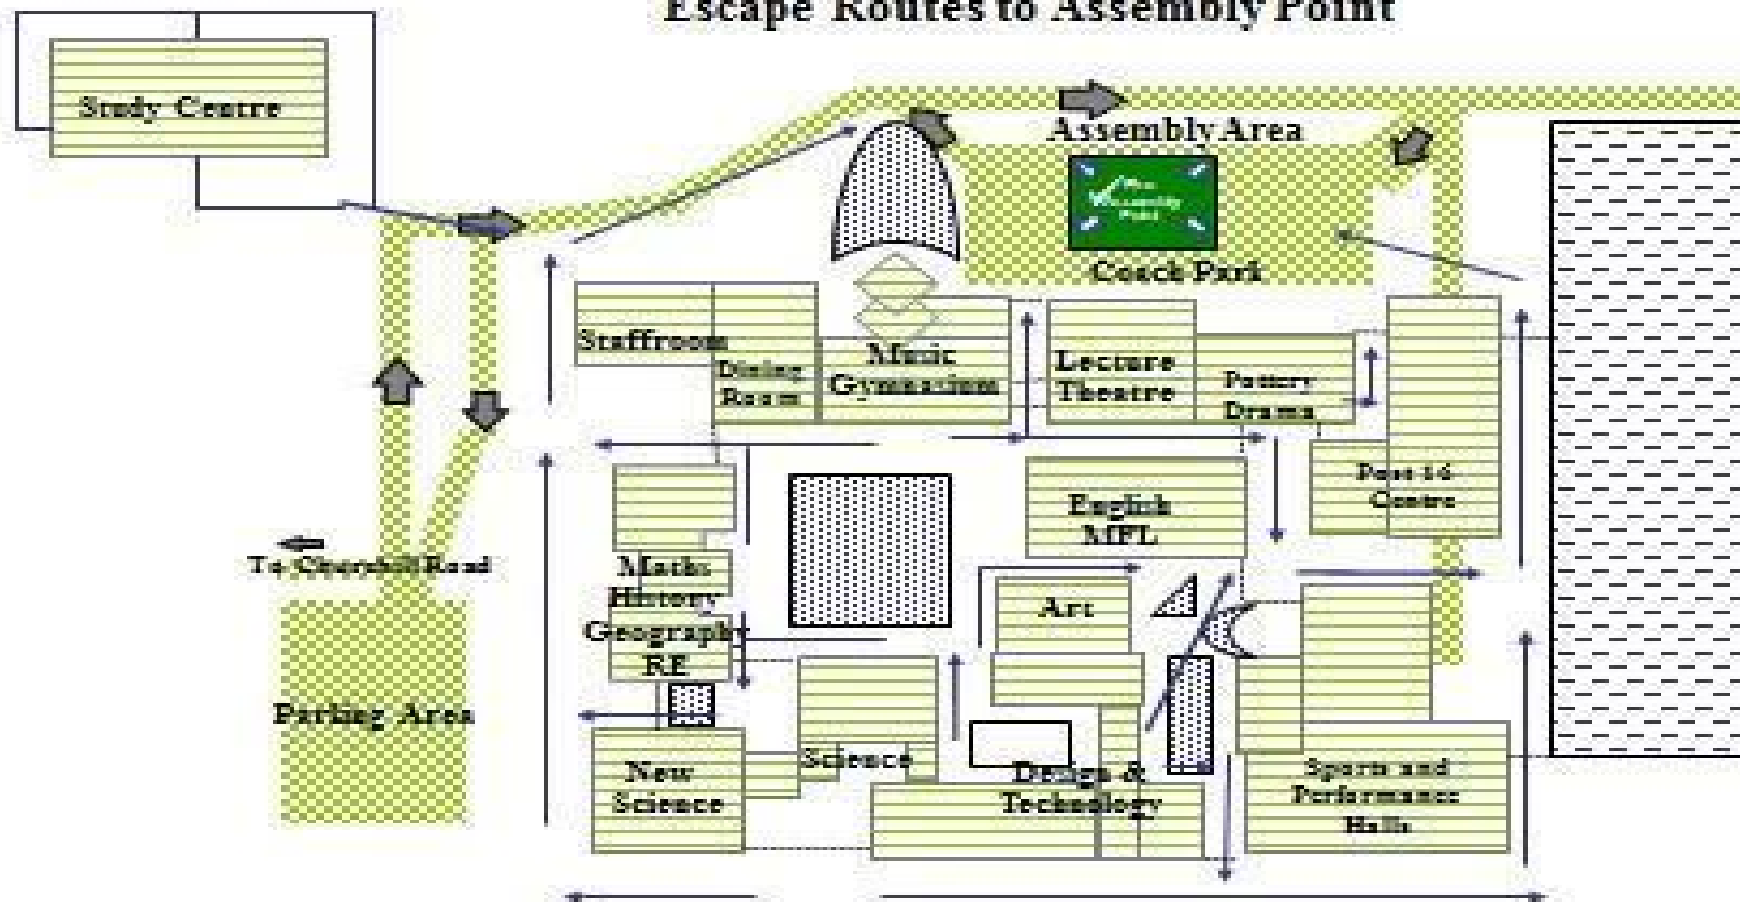 Escape Routes to Assembly Point
Study Centre
Assembly Area
Assembly
Point
Coach Park
Staffroom
Dining
Room
Music
Gymnasium
Lecture
Theatre
Pottery
Drama
Post 16
Centre
English
MFL
To Churchill Road
Maths
History
Geography
RE
Art
Parking Area
Science
New
Science
Design &
Technology
Sports and
Performance
Halls